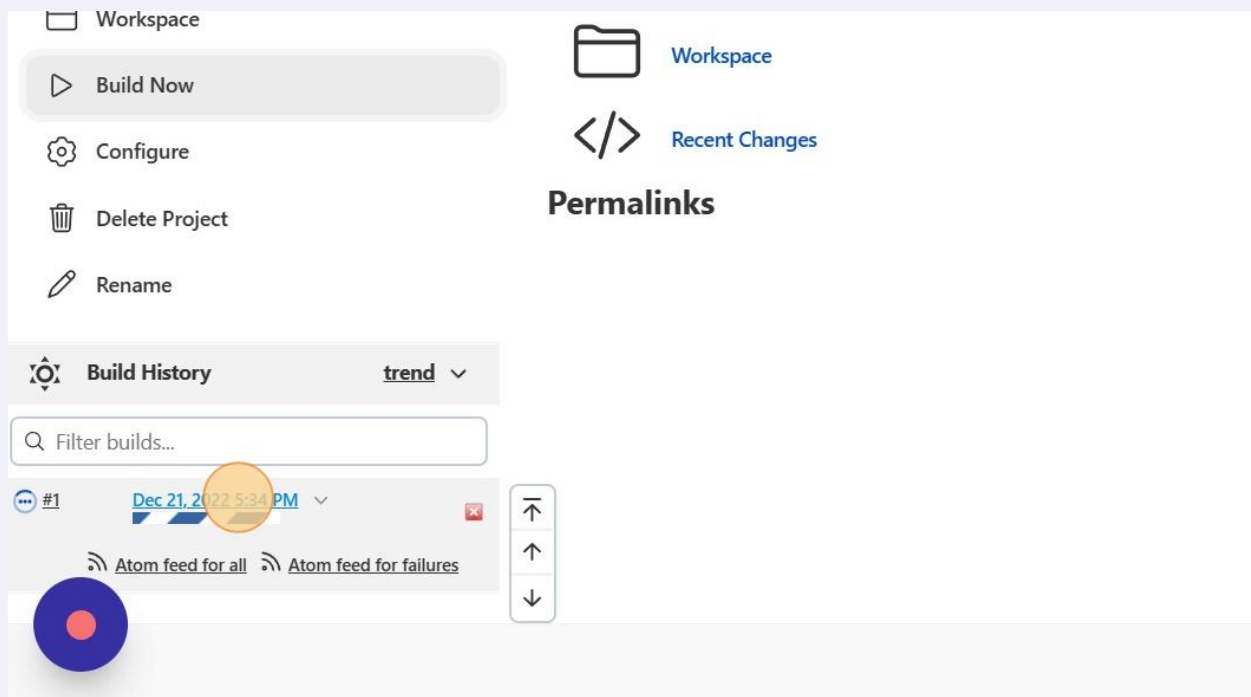 Workspace
Build Now
Configure
Delete Project
Rename
Build History trend
Filter builds...
#1 Dec 21, 2022 5:34 PM
Atom feed for all Atom feed for failures
Workspace
Recent Changes
Permalinks